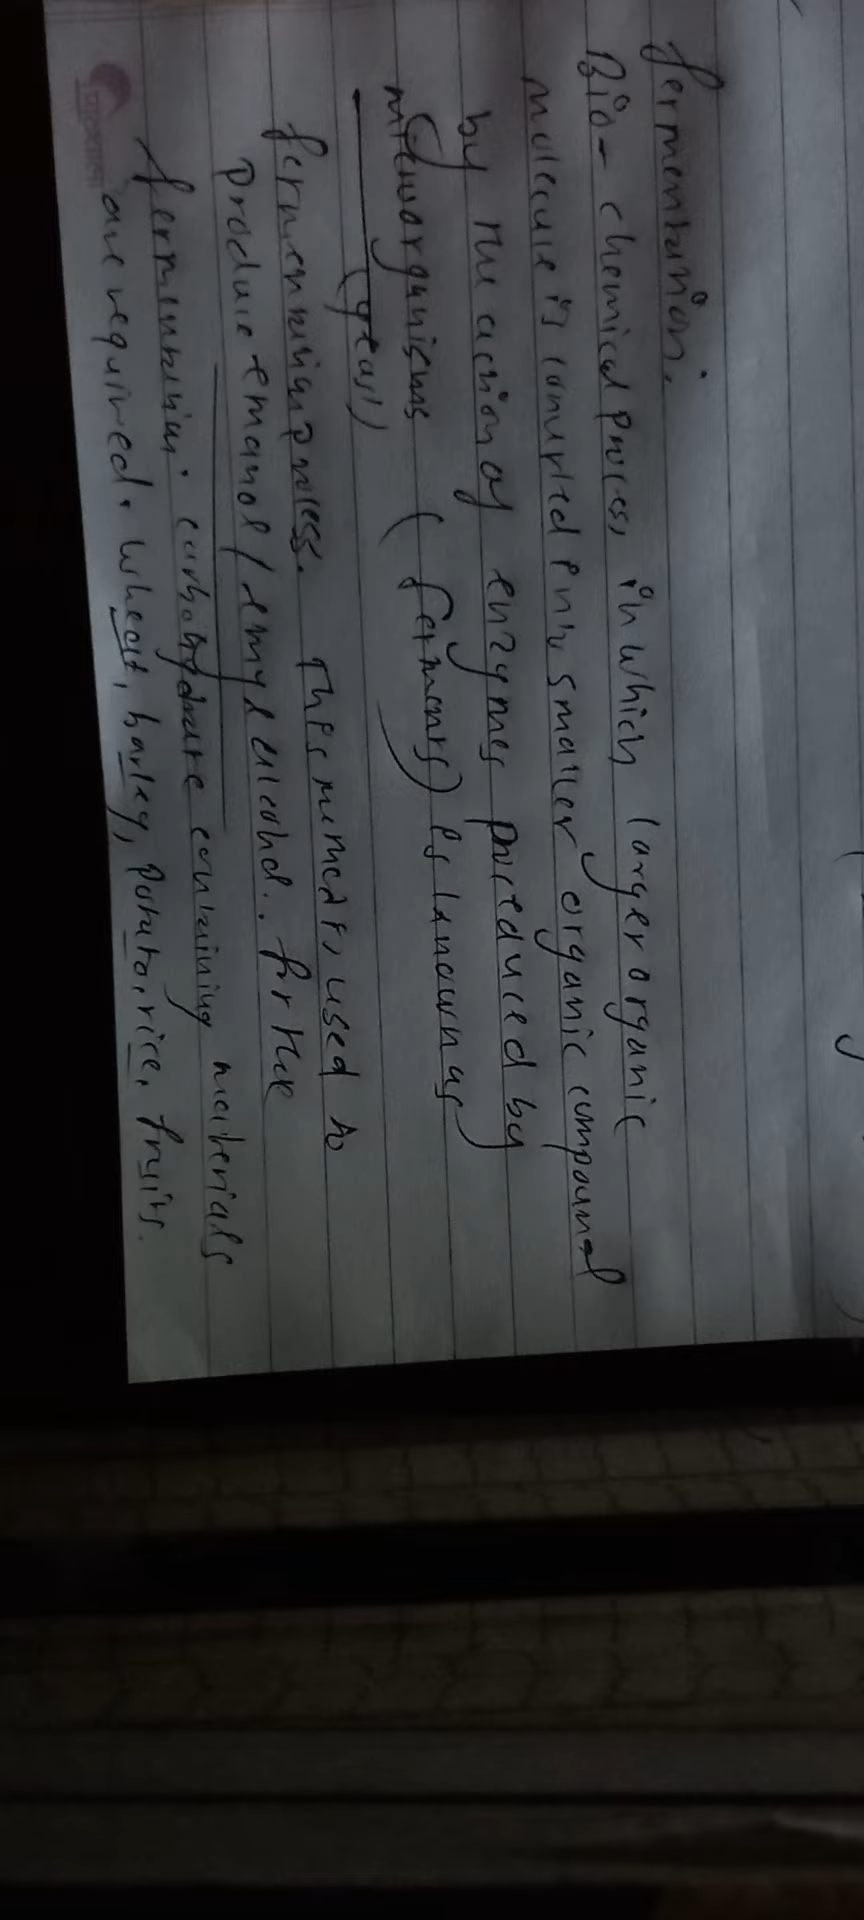 fermentation.
Bio- chemical process in which larger organic
molecule is converted into smaller organic compound
by the action of enzymes produced by
microorganisms (ferments) is known as
(yeast)
fermentation process. This method is used to
produce ethanol / ethyl alcohol. for the
fermentation. carbohydrate containing materials
are required. wheat, barley, potato, rice, fruits.